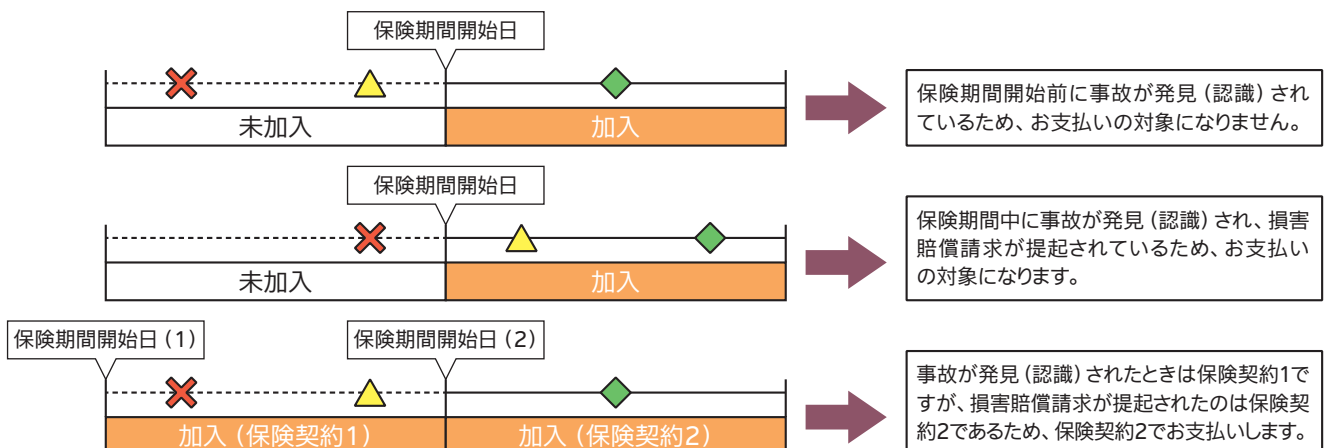 保険期間開始日
未加入
加入
保険期間開始前に事故が発見（認識）され
ているため、お支払いの対象になりません。
保険期間開始日
未加入
加入
保険期間中に事故が発見（認識）され、損害
賠償請求が提起されているため、お支払い
の対象になります。
保険期間開始日（1）
保険期間開始日（2）
加入（保険契約1）
加入（保険契約2）
事故が発見（認識）されたときは保険契約1で
すが、損害賠償請求が提起されたのは保険契
約2であるため、保険契約2でお支払いします。